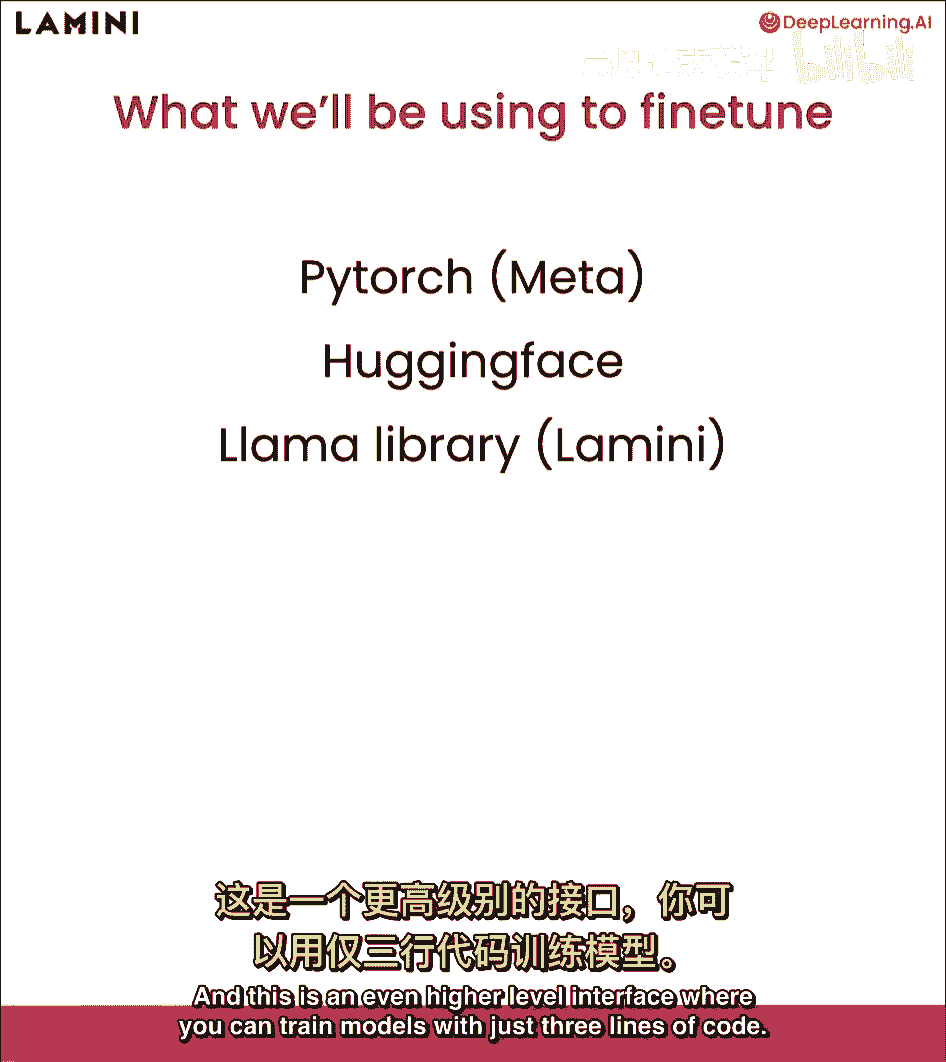 LAMINI
DeepLearning.AI
bilibili
What we’ll be using to finetune
Pytorch (Meta)
Huggingface
Llama library (Lamini)
这是一个更高级别的接口，你可
以用仅三行代码训练模型。
And this is an even higher level interface where
you can train models with just three lines of code.